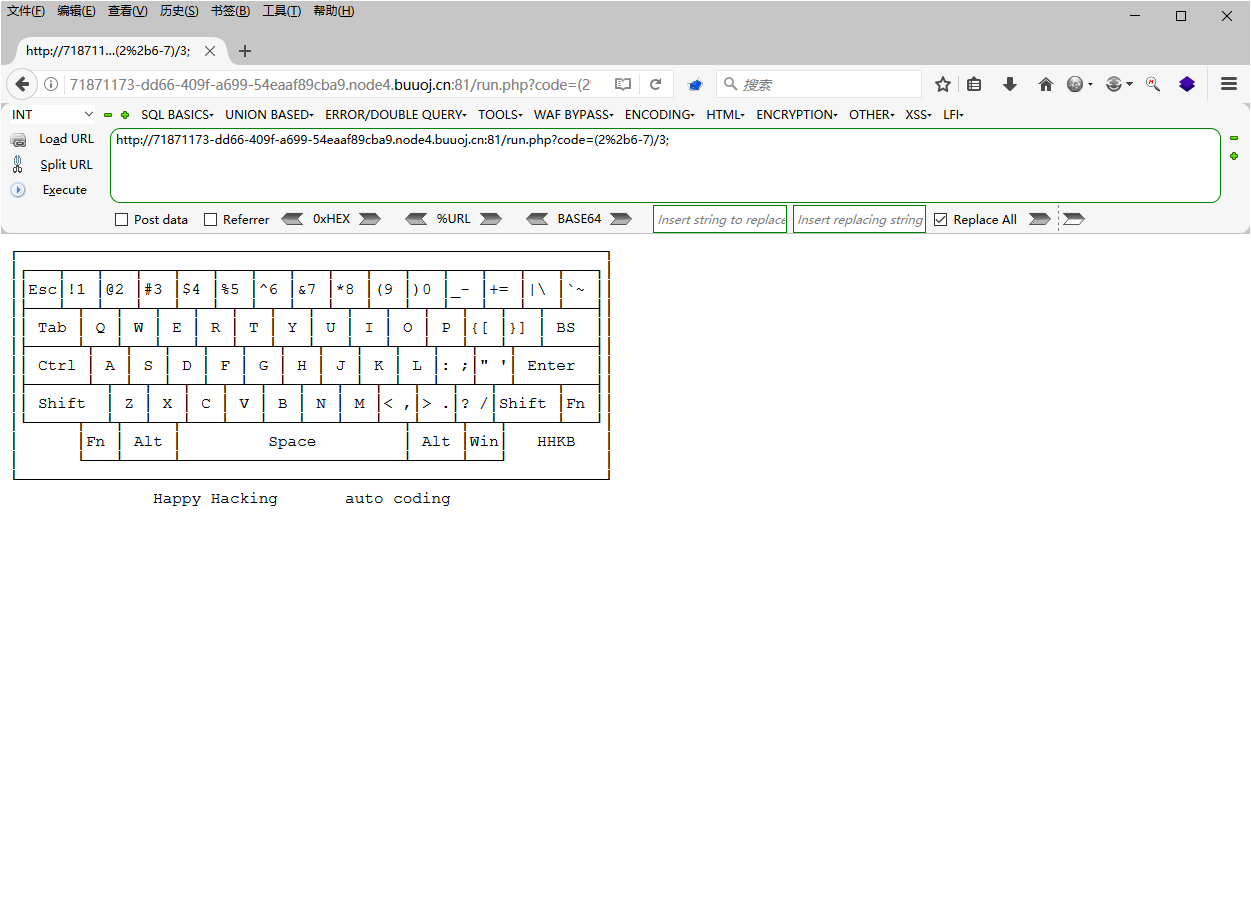 文件(F) 编辑(E) 查看(V) 历史(S) 书签(B) 工具(T) 帮助(H)
http://718711...(2%2b6-7)/3;
71871173-dd66-409f-a699-54eaaf89cba9.node4.buuoj.cn:81/run.php?code=(2 搜索
INT SQL BASICS UNION BASED ERROR/DOUBLE QUERY TOOLS WAF BYPASS ENCODING HTML ENCRYPTION OTHER XSS LFI
Load URL http://71871173-dd66-409f-a699-54eaaf89cba9.node4.buuoj.cn:81/run.php?code=(2%2b6-7)/3;
Split URL
Execute
Post data Referrer 0xHEX %URL BASE64 Insert string to replace Insert replacing string Replace All
Esc !1 @2 #3 $4 %5 ^6 &7 *8 (9 )0 _- += |\ `~
Tab Q W E R T Y U I O P {[ }] BS
Ctrl A S D F G H J K L : ; " ' Enter
Shift Z X C V B N M < , > . ? / Shift Fn
Fn Alt Space Alt Win HHKB
Happy Hacking auto coding